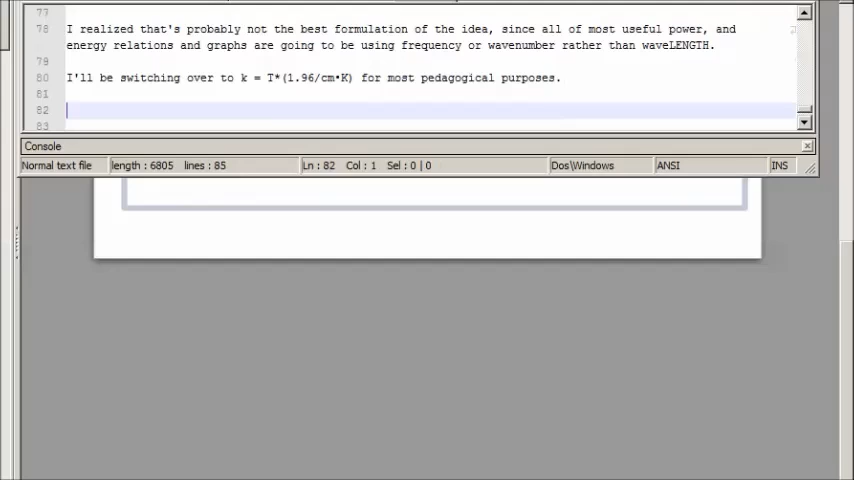 77
78 I realized that's probably not the best formulation of the idea, since all of most useful power, and
energy relations and graphs are going to be using frequency or wavenumber rather than waveLENGTH.
79
80 I'll be switching over to k = T*(1.96/cm•K) for most pedagogical purposes.
81
82
83
Console
Normal text file length : 6805 lines : 85 Ln : 82 Col : 1 Sel : 0 | 0 Dos\Windows ANSI INS